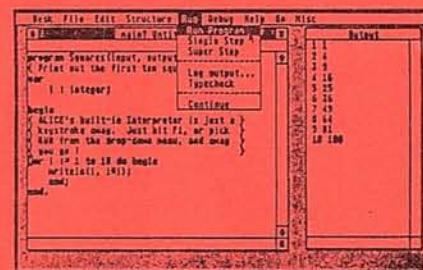 Desk File Edit Structure Run Debug Help Go Misc
main? Unti
Run Program
Single Step
Super Step
Log output...
Typecheck
Continue
program Squares(input, outpu
{ Print out the first ten squ
var
i : integer;
begin
{ ALICE's built-in Interpreter is just a }
{ keystroke away. Just hit F1, or pick }
{ RUN from the drop-down menu, and away }
{ you go ! }
for i := 1 to 10 do begin
writeln(i, i*i);
end;
end.
Output
1 1
2 4
3 9
4 16
5 25
6 36
7 49
8 64
9 81
10 100